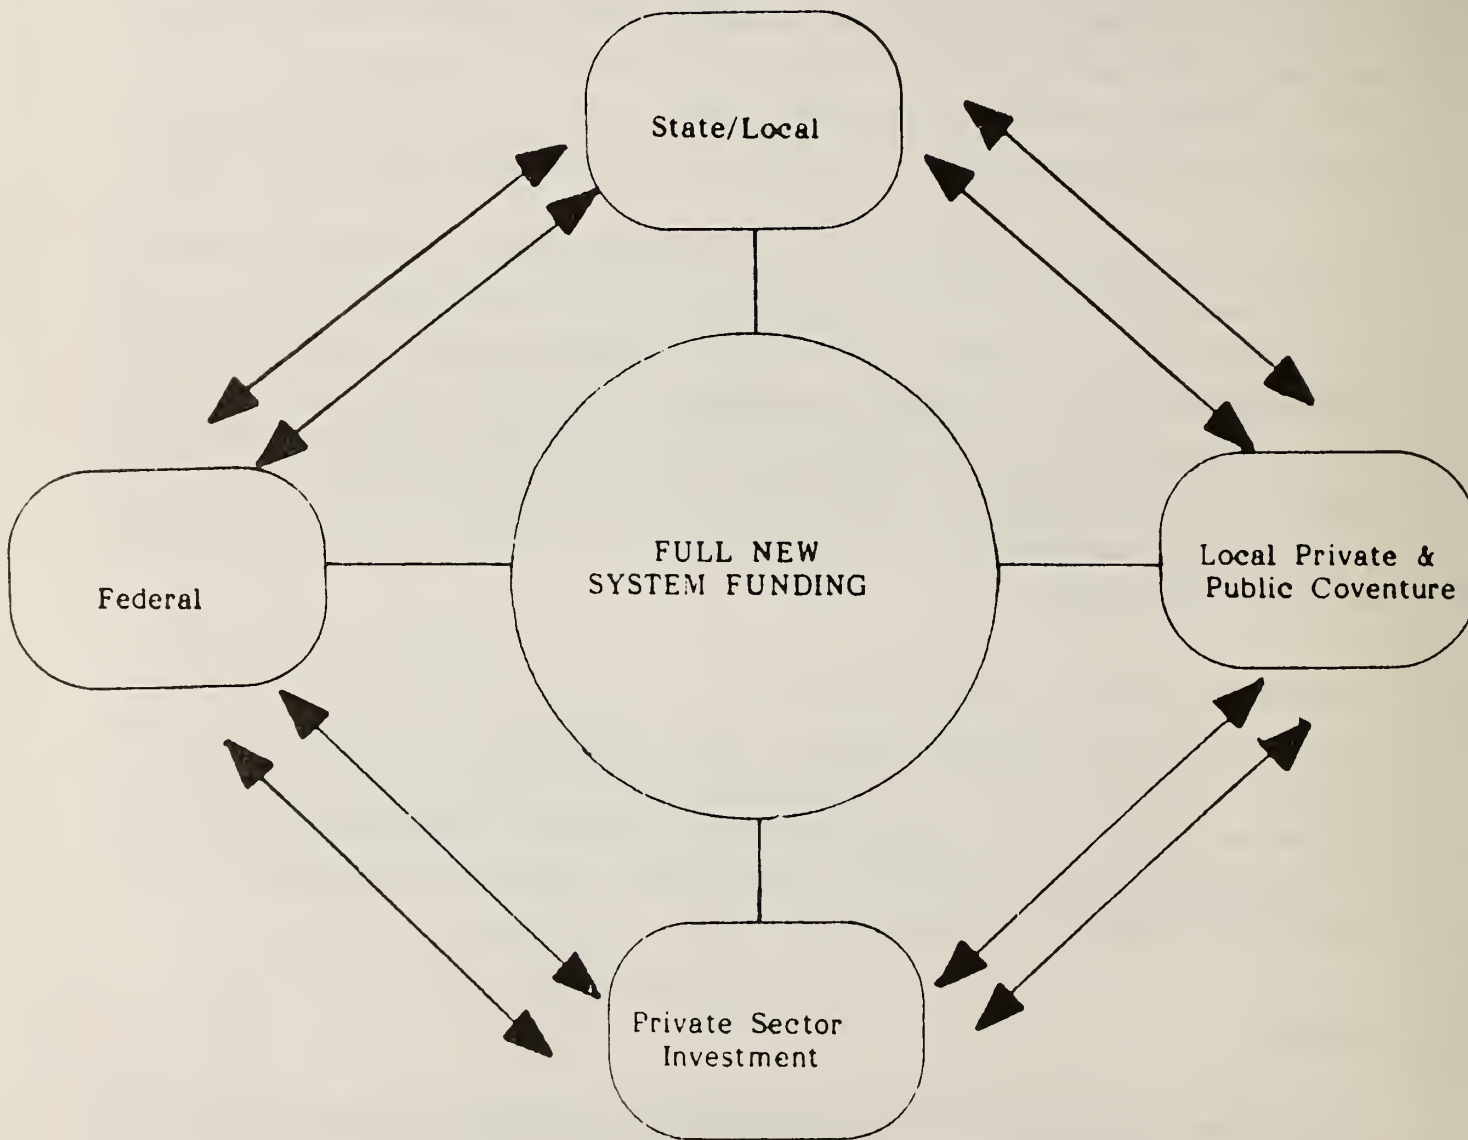 State/Local
FULL NEW
SYSTEM FUNDING
Local Private &
Public Coventure
Federal
Private Sector
Investment